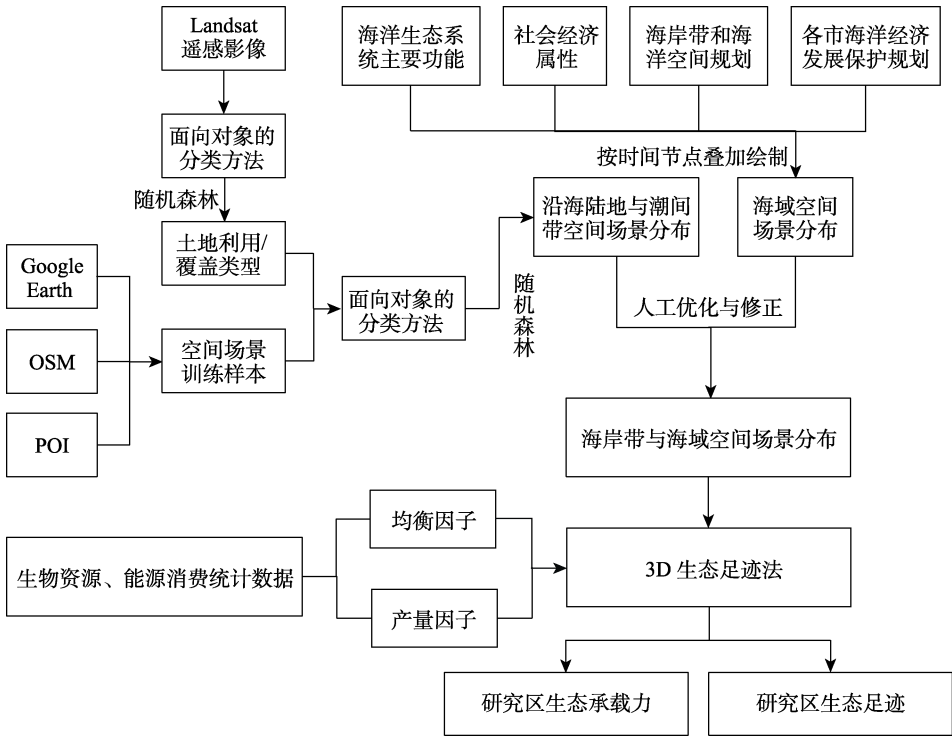 Landsat
遥感影像
海洋生态系
统主要功能
社会经济
属性
海岸带和海
洋空间规划
各市海洋经济
发展保护规划
面向对象的
分类方法
按时间节点叠加绘制
随机森林
沿海陆地与潮间
带空间场景分布
海域空间
场景分布
土地利用/
覆盖类型
Google
Earth
面向对象的
分类方法
随机森林
人工优化与修正
OSM
空间场景
训练样本
POI
海岸带与海域空间场景分布
均衡因子
生物资源、能源消费统计数据
3D 生态足迹法
产量因子
研究区生态承载力
研究区生态足迹